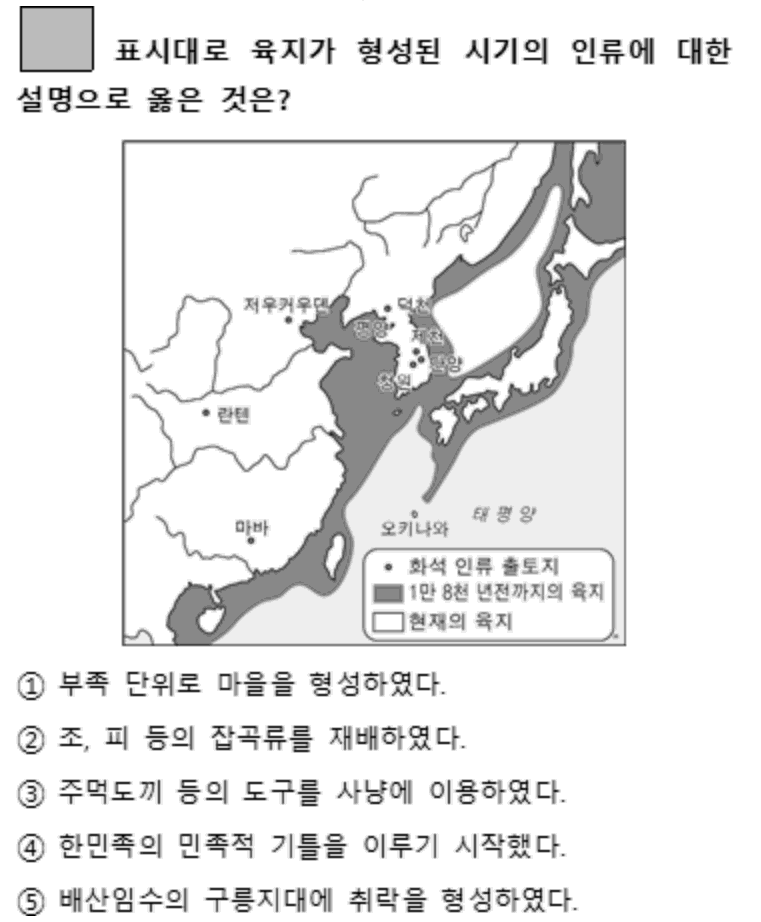 표시대로 육지가 형성된 시기의 인류에 대한
설명으로 옳은 것은?
저우커우뎬
덕천
평양
제천
단양
청원
란텐
마바
오키나와
태평양
화석 인류 출토지
1만 8천 년전까지의 육지
현재의 육지
① 부족 단위로 마을을 형성하였다.
② 조, 피 등의 잡곡류를 재배하였다.
③ 주먹도끼 등의 도구를 사냥에 이용하였다.
④ 한민족의 민족적 기틀을 이루기 시작했다.
⑤ 배산임수의 구릉지대에 취락을 형성하였다.